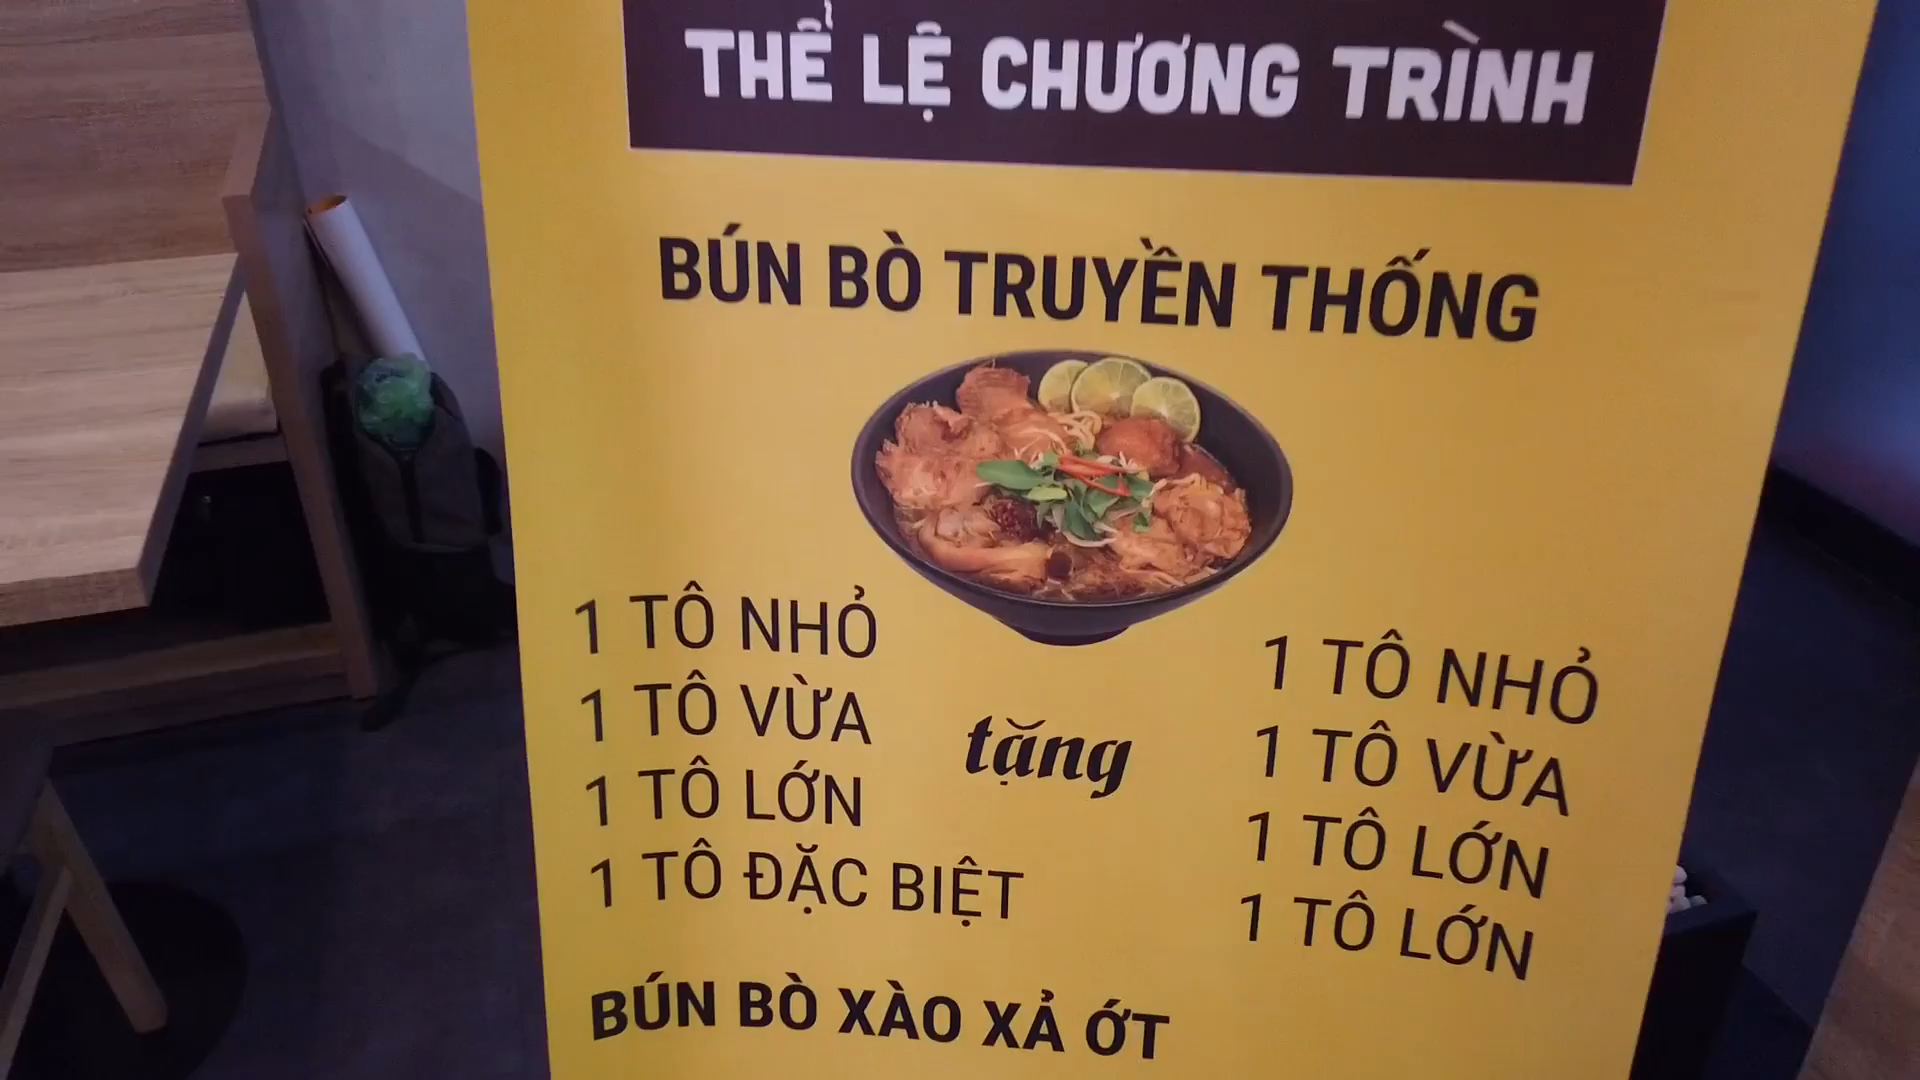 THỂ LỆ CHƯƠNG TRÌNH
BÚN BÒ TRUYỀN THỐNG
1 TÔ NHỎ
1 TÔ VỪA
1 TÔ LỚN
1 TÔ ĐẶC BIỆT
tặng
1 TÔ NHỎ
1 TÔ VỪA
1 TÔ LỚN
1 TÔ LỚN
BÚN BÒ XÀO XẢ ỚT